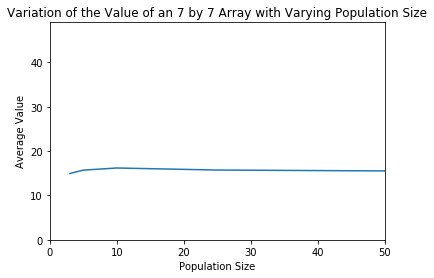 Variation of the Value of an 7 by 7 Array with Varying Population Size
40
30
20
10
0
Average Value
0 10 20 30 40 50
Population Size